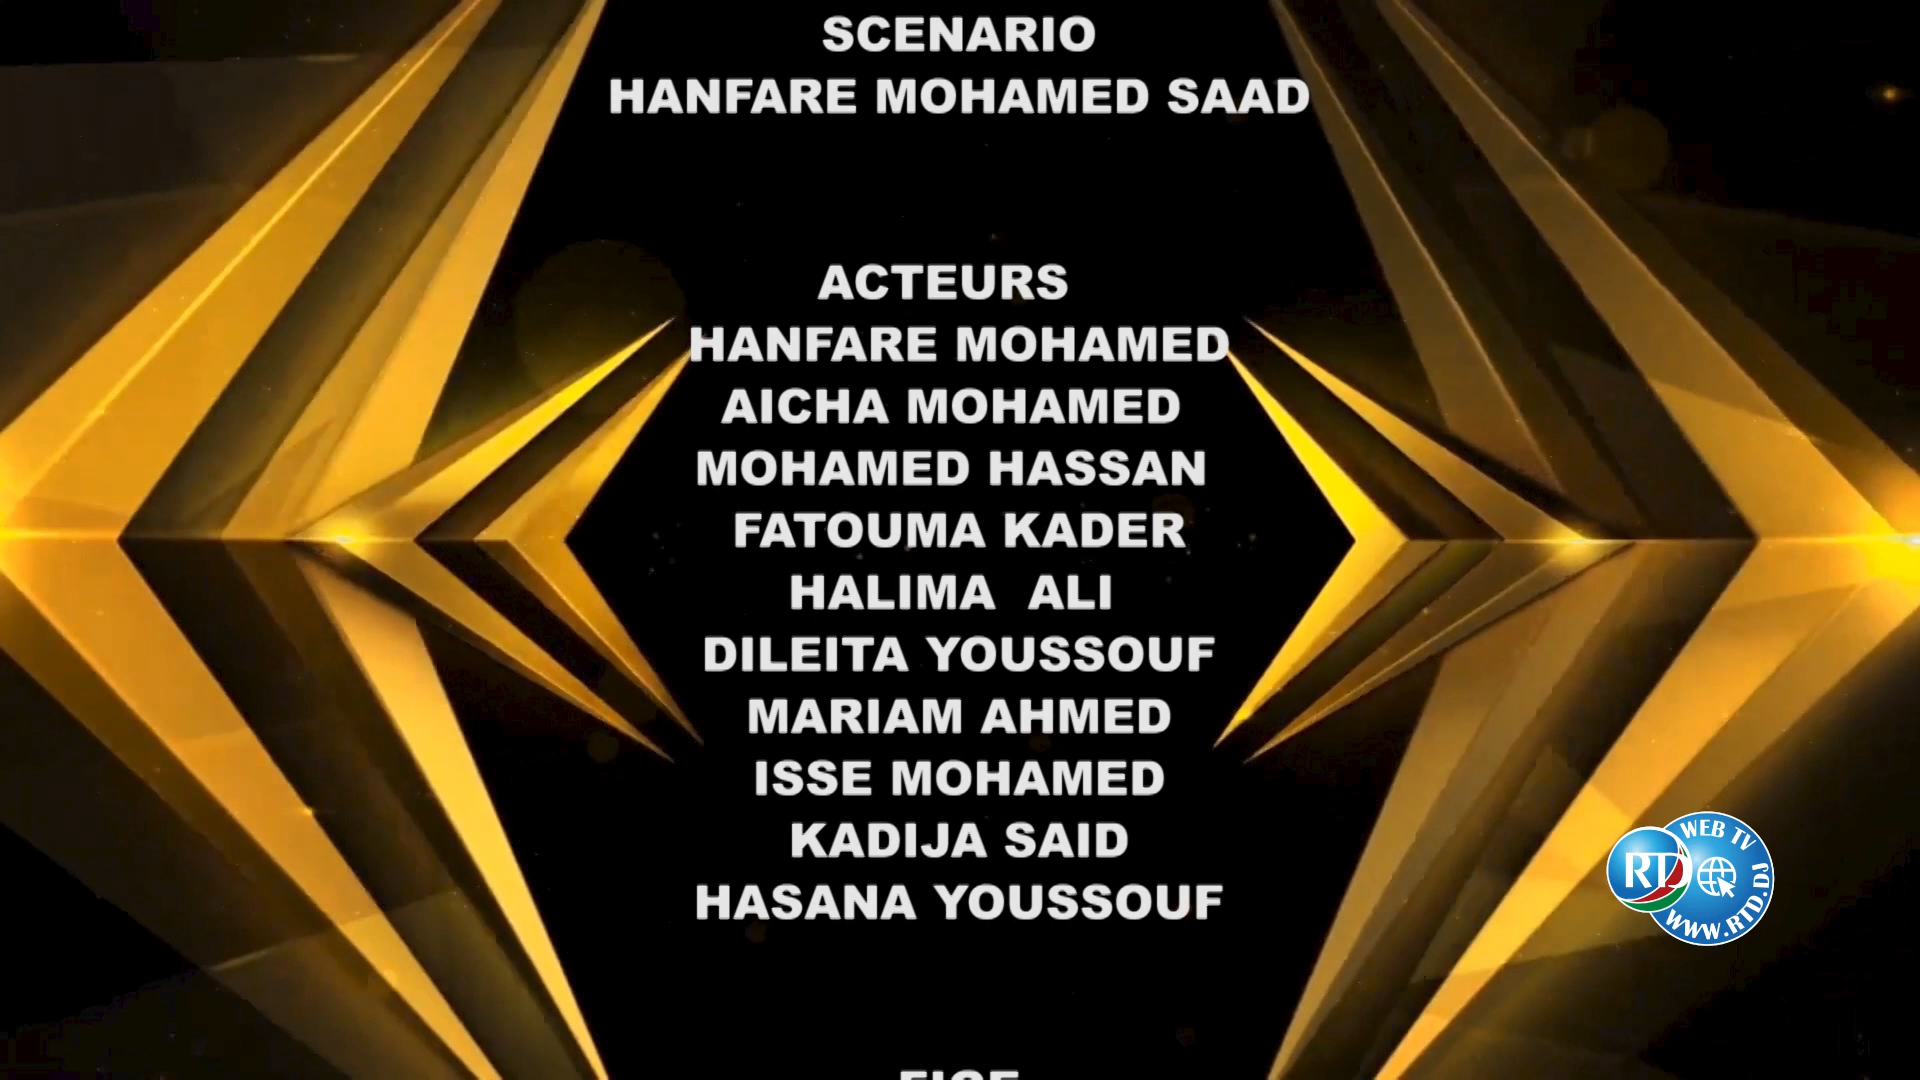 SCENARIO
HANFARE MOHAMED SAAD
ACTEURS
HANFARE MOHAMED
AICHA MOHAMED
MOHAMED HASSAN
FATOUMA KADER
HALIMA ALI
DILEITA YOUSSOUF
MARIAM AHMED
ISSE MOHAMED
KADIJA SAID
HASANA YOUSSOUF
WEB TV
RTD
WWW.RTD.DJ